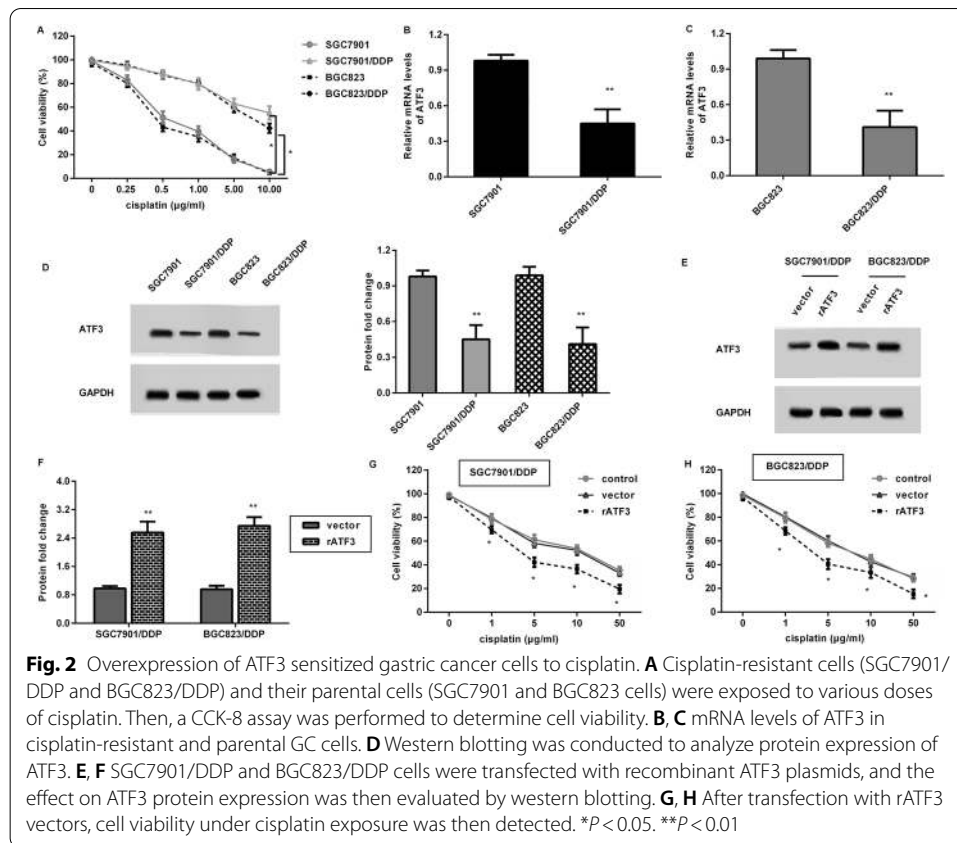 A
Cell viability (%)
120
100
80
60
40
20
0
0 0.25 0.5 1.00 5.00 10.00
cisplatin (μg/ml)
SGC7901
SGC7901/DDP
BGC823
BGC823/DDP
*
*
B
Relative mRNA levels
of ATF3
1.2
0.9
0.6
0.3
0.0
**
SGC7901
SGC7901/DDP
C
Relative mRNA levels
of ATF3
1.2
0.9
0.6
0.3
0.0
**
BGC823
BGC823/DDP
D
SGC7901
SGC7901/DDP
BGC823
BGC823/DDP
ATF3
GAPDH
Protein fold change
1.2
0.9
0.6
0.3
0.0
**
**
SGC7901
SGC7901/DDP
BGC823
BGC823/DDP
E
SGC7901/DDP BGC823/DDP
vector rATF3 vector rATF3
ATF3
GAPDH
F
Protein fold change
4.0
3.2
2.4
1.6
0.8
0.0
**
**
SGC7901/DDP BGC823/DDP
vector
rATF3
G
SGC7901/DDP
Cell viability (%)
120
100
80
60
40
20
0
0 1 5 10 50
cisplatin (μg/ml)
control
vector
rATF3
*
*
*
*
H
BGC823/DDP
Cell viability (%)
120
100
80
60
40
20
0
0 1 5 10 50
cisplatin (μg/ml)
control
vector
rATF3
*
*
*
*
Fig. 2 Overexpression of ATF3 sensitized gastric cancer cells to cisplatin. A Cisplatin-resistant cells (SGC7901/
DDP and BGC823/DDP) and their parental cells (SGC7901 and BGC823 cells) were exposed to various doses
of cisplatin. Then, a CCK-8 assay was performed to determine cell viability. B, C mRNA levels of ATF3 in
cisplatin-resistant and parental GC cells. D Western blotting was conducted to analyze protein expression of
ATF3. E, F SGC7901/DDP and BGC823/DDP cells were transfected with recombinant ATF3 plasmids, and the
effect on ATF3 protein expression was then evaluated by western blotting. G, H After transfection with rATF3
vectors, cell viability under cisplatin exposure was then detected. *P < 0.05. **P < 0.01